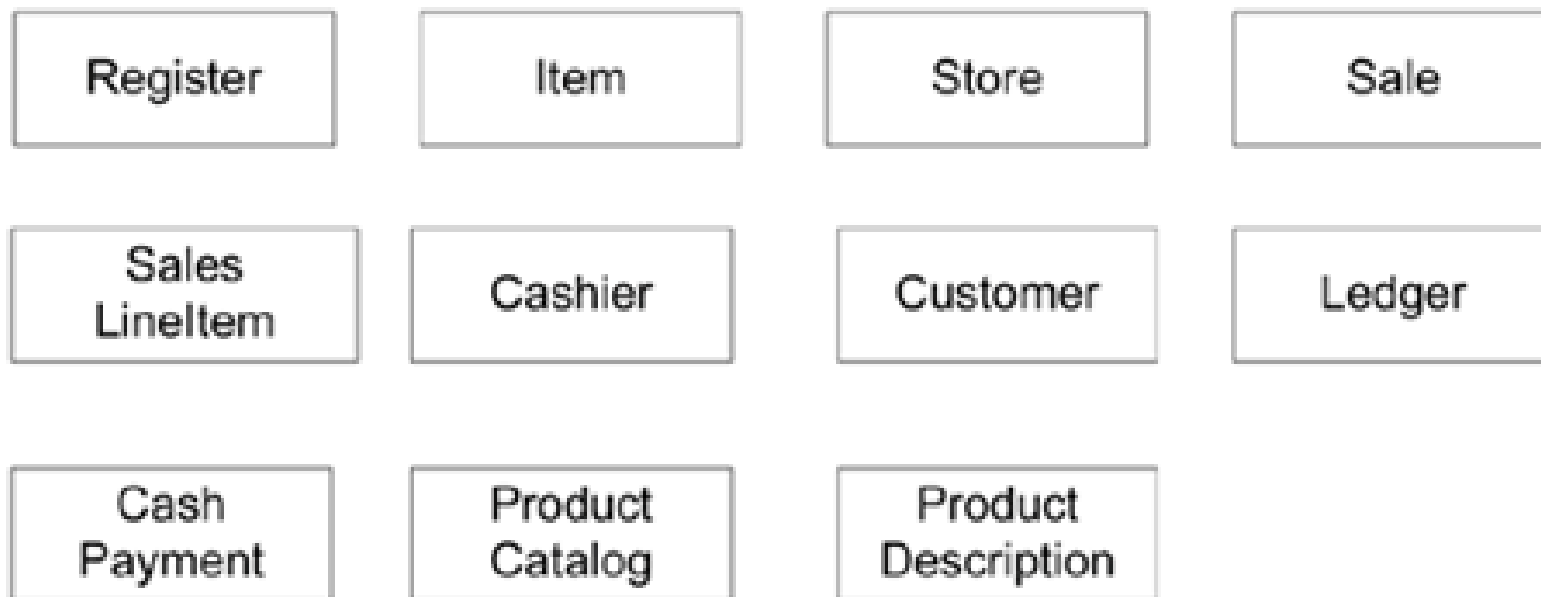 Register
Item
Store
Sale
Sales
LineItem
Cashier
Customer
Ledger
Cash
Payment
Product
Catalog
Product
Description